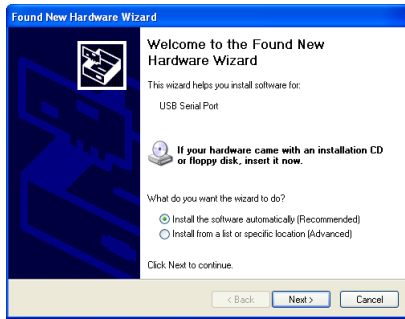 Found New Hardware Wizard
Welcome to the Found New
Hardware Wizard
This wizard helps you install software for:
USB Serial Port
If your hardware came with an installation CD
or floppy disk, insert it now.
What do you want the wizard to do?
Install the software automatically (Recommended)
Install from a list or specific location (Advanced)
Click Next to continue.
< Back
Next >
Cancel